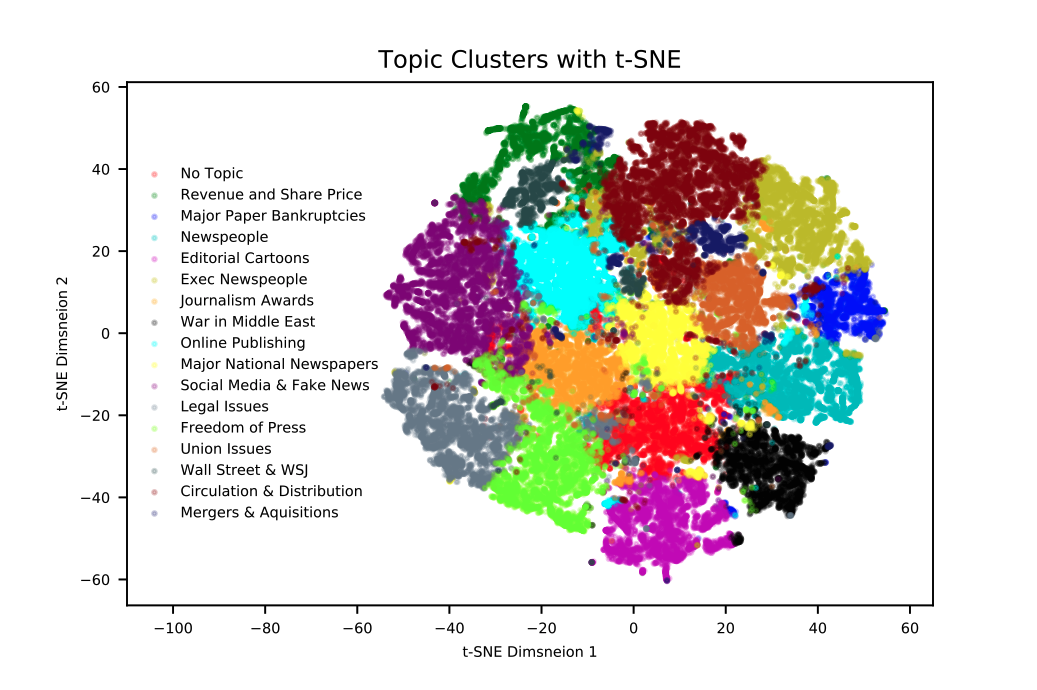 Topic Clusters with t-SNE
60
40
20
0
−20
−40
−60
t-SNE Dimsneion 2
No Topic
Revenue and Share Price
Major Paper Bankruptcies
Newspeople
Editorial Cartoons
Exec Newspeople
Journalism Awards
War in Middle East
Online Publishing
Major National Newspapers
Social Media & Fake News
Legal Issues
Freedom of Press
Union Issues
Wall Street & WSJ
Circulation & Distribution
Mergers & Aquisitions
−100 −80 −60 −40 −20 0 20 40 60
t-SNE Dimsneion 1